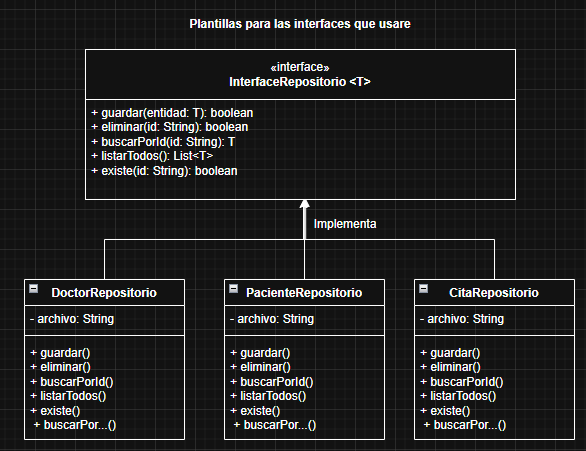 Plantillas para las interfaces que usare
«interface»
InterfaceRepositorio <T>
+ guardar(entidad: T): boolean
+ eliminar(id: String): boolean
+ buscarPorId(id: String): T
+ listarTodos(): List<T>
+ existe(id: String): boolean
Implementa
DoctorRepositorio
- archivo: String
+ guardar()
+ eliminar()
+ buscarPorId()
+ listarTodos()
+ existe()
+ buscarPor...()
PacienteRepositorio
- archivo: String
+ guardar()
+ eliminar()
+ buscarPorId()
+ listarTodos()
+ existe()
+ buscarPor...()
CitaRepositorio
- archivo: String
+ guardar()
+ eliminar()
+ buscarPorId()
+ listarTodos()
+ existe()
+ buscarPor...()